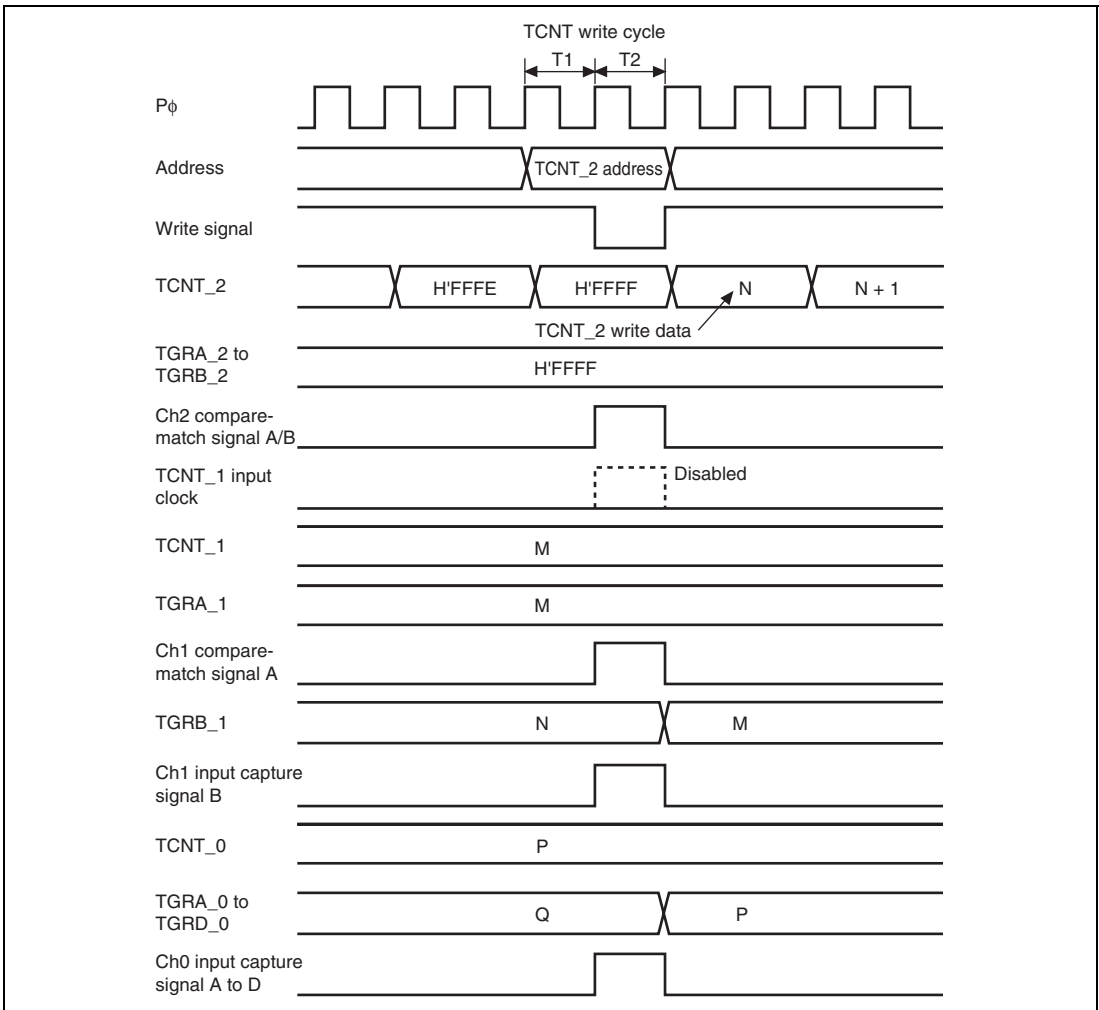 TCNT write cycle
T1 T2
Pϕ
Address
TCNT_2 address
Write signal
TCNT_2
H'FFFE
H'FFFF
N
N + 1
TCNT_2 write data
TGRA_2 to
TGRB_2
H'FFFF
Ch2 compare-
match signal A/B
TCNT_1 input
clock
Disabled
TCNT_1
M
TGRA_1
M
Ch1 compare-
match signal A
TGRB_1
N
M
Ch1 input capture
signal B
TCNT_0
P
TGRA_0 to
TGRD_0
Q
P
Ch0 input capture
signal A to D